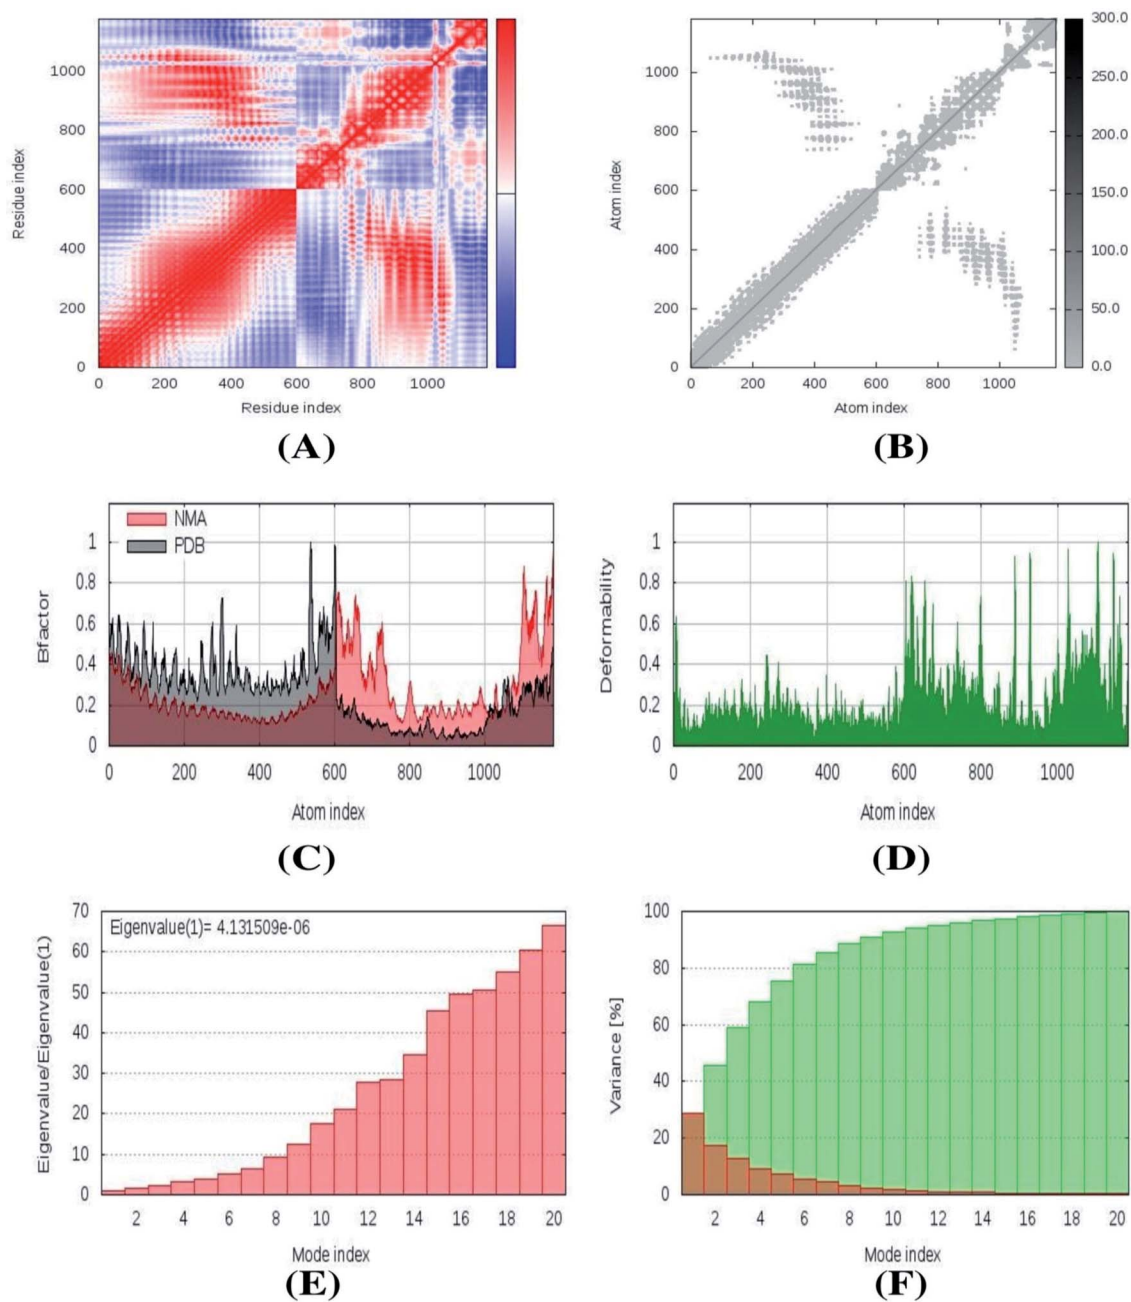 1000
800
600
400
200
0
Residue index
0 200 400 600 800 1000
Residue index
(A)
1000
800
600
400
200
0
Atom index
0 200 400 600 800 1000
Atom index
300.0
250.0
200.0
150.0
100.0
50.0
0.0
(B)
NMA
PDB
1
0.8
0.6
0.4
0.2
0
Bfactor
0 200 400 600 800 1000
Atom index
(C)
1
0.8
0.6
0.4
0.2
0
Deformability
0 200 400 600 800 1000
Atom index
(D)
Eigenvalue(1)= 4.131509e-06
70
60
50
40
30
20
10
0
Eigenvalue/Eigenvalue(1)
2 4 6 8 10 12 14 16 18 20
Mode index
(E)
100
80
60
40
20
0
Variance [%]
2 4 6 8 10 12 14 16 18 20
Mode index
(F)